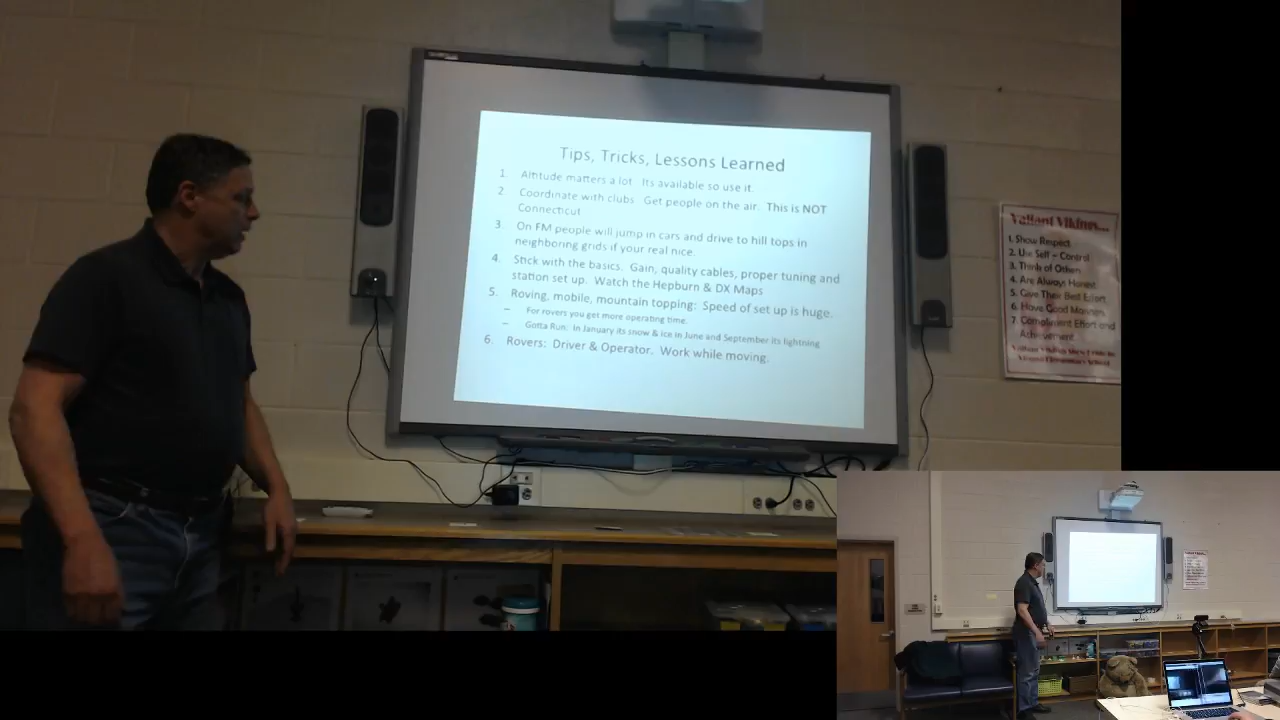 Tips, Tricks, Lessons Learned
1. Altitude matters a lot. Its available so use it.
2. Coordinate with clubs. Get people on the air. This is NOT
Connecticut
3. On FM people will jump in cars and drive to hill tops in
neighboring grids if your real nice.
4. Stick with the basics. Gain, quality cables, proper tuning and
station set up. Watch the Hepburn & DX Maps
5. Roving, mobile, mountain topping: Speed of set up is huge.
– For rovers you get more operating time.
– Gotta Run: In January its snow & ice in June and September its lightning
6. Rovers: Driver & Operator. Work while moving.
Valiant Vikings...
1. Show Respect
2. Use Self - Control
3. Think of Others
4. Are Always Honest
5. Give Their Best Effort
6. Have Good Manners
7. Compliment Effort and
Achievement